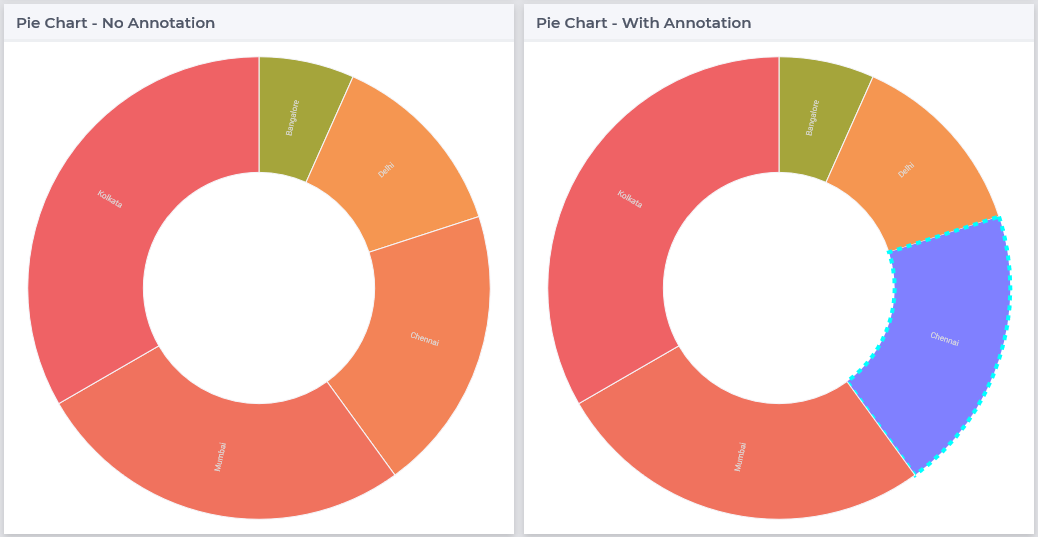 Pie Chart - No Annotation
Bangalore
Delhi
Kolkata
Chennai
Mumbai
Pie Chart - With Annotation
Bangalore
Delhi
Kolkata
Chennai
Mumbai